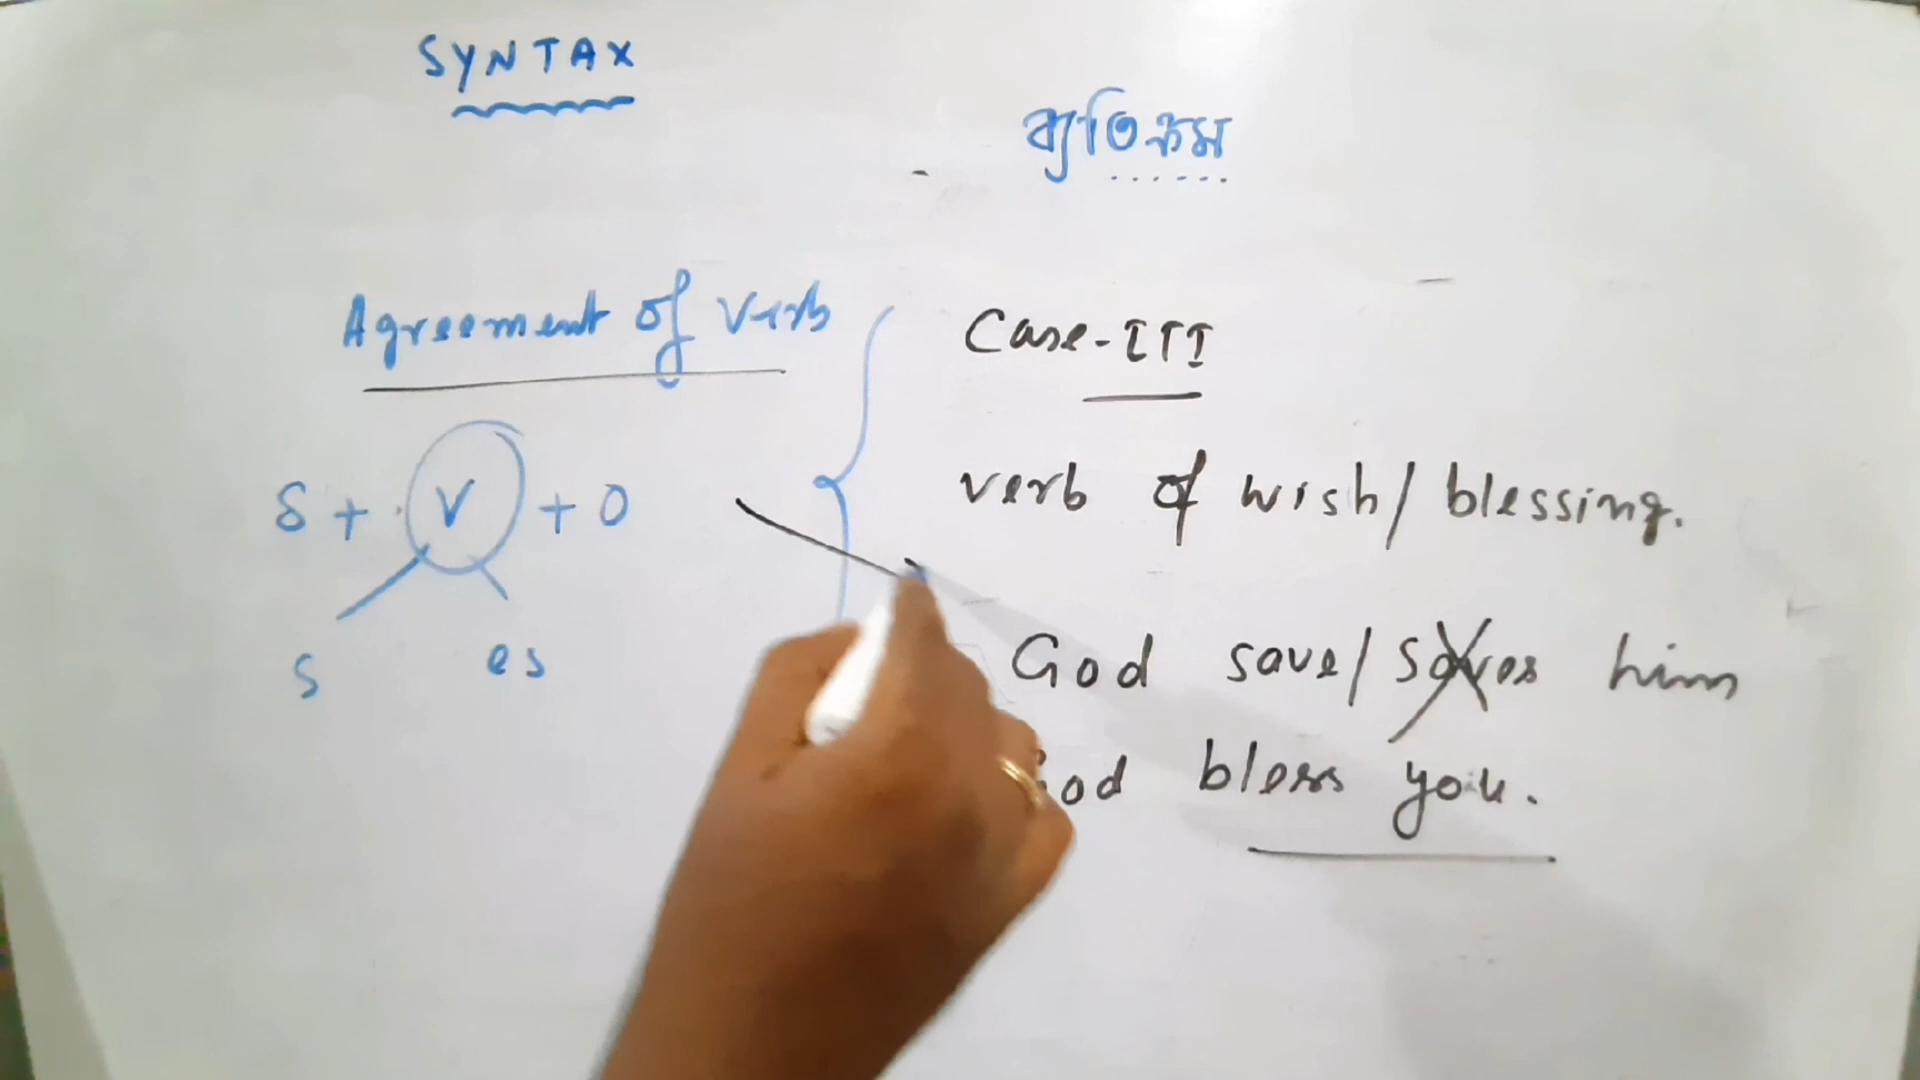 SYNTAX
ব্যতিক্রম
Agreement of verb
S + V + O
s es
Case-III
verb of wish/ blessing.
God save/ saves him
God bless you.